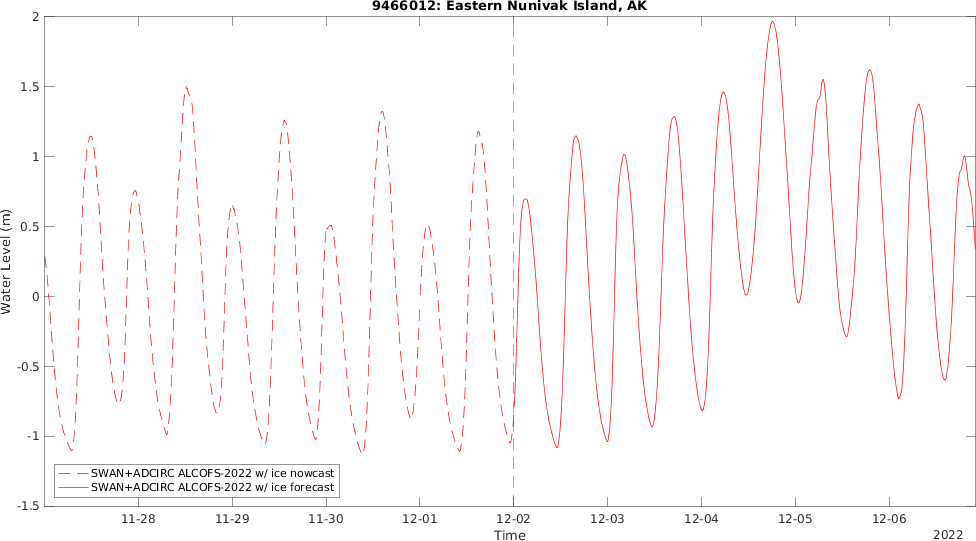 9466012: Eastern Nunivak Island, AK
Water Level (m)
2
1.5
1
0.5
0
-0.5
-1
-1.5
SWAN+ADCIRC ALCOFS-2022 w/ ice nowcast
SWAN+ADCIRC ALCOFS-2022 w/ ice forecast
11-28 11-29 11-30 12-01 12-02 12-03 12-04 12-05 12-06
Time
2022